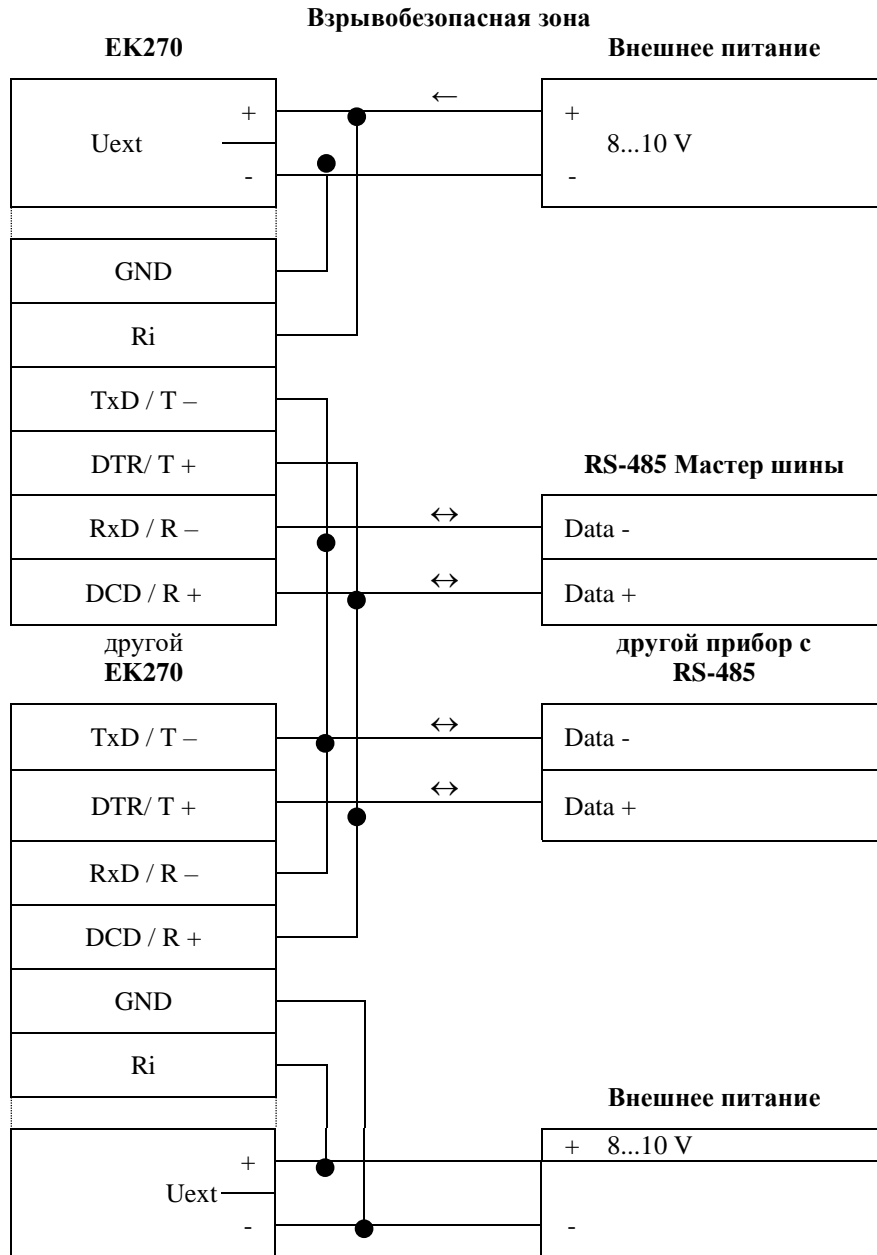 Взрывобезопасная зона
EK270 Внешнее питание
+ ← +
Uext 8...10 V
- -
GND
Ri
TxD / T –
DTR/ T + RS-485 Мастер шины
RxD / R – ↔ Data -
DCD / R + ↔ Data +
другой другой прибор с
EK270 RS-485
TxD / T – ↔ Data -
DTR/ T + ↔ Data +
RxD / R –
DCD / R +
GND
Ri
Внешнее питание
+ + 8...10 V
Uext
- -